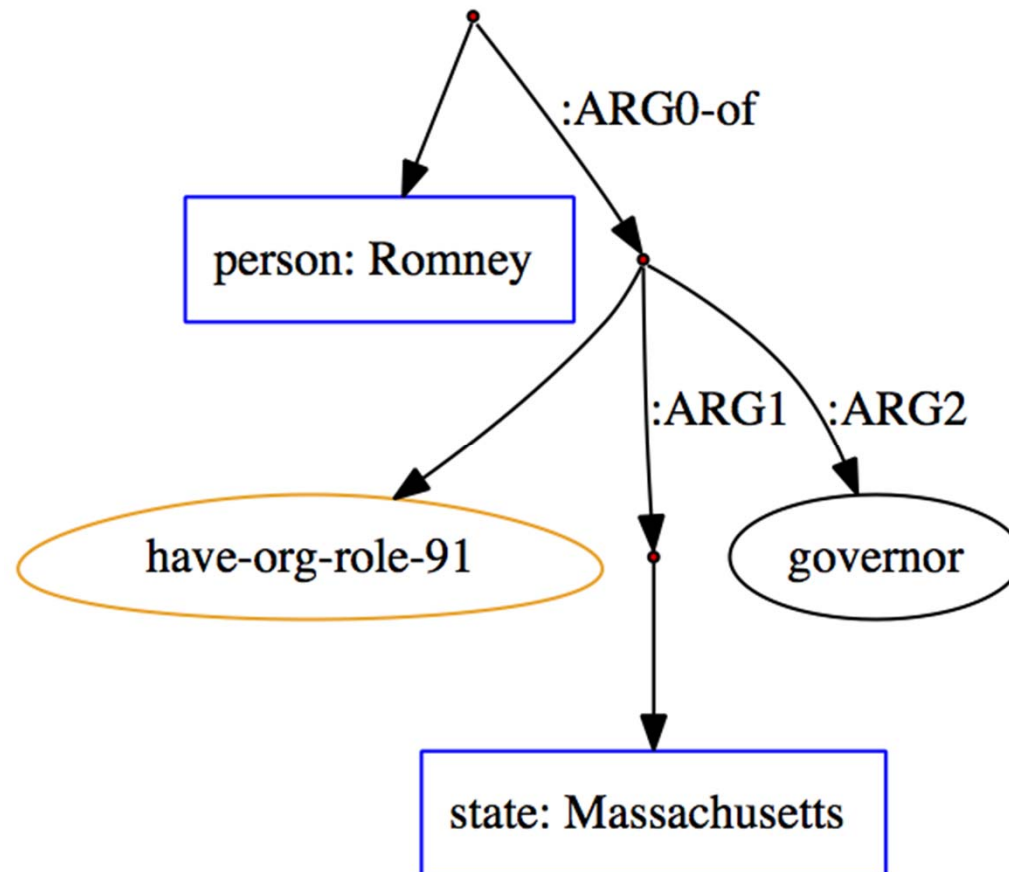 :ARG0-of
person: Romney
:ARG1
:ARG2
have-org-role-91
governor
state: Massachusetts